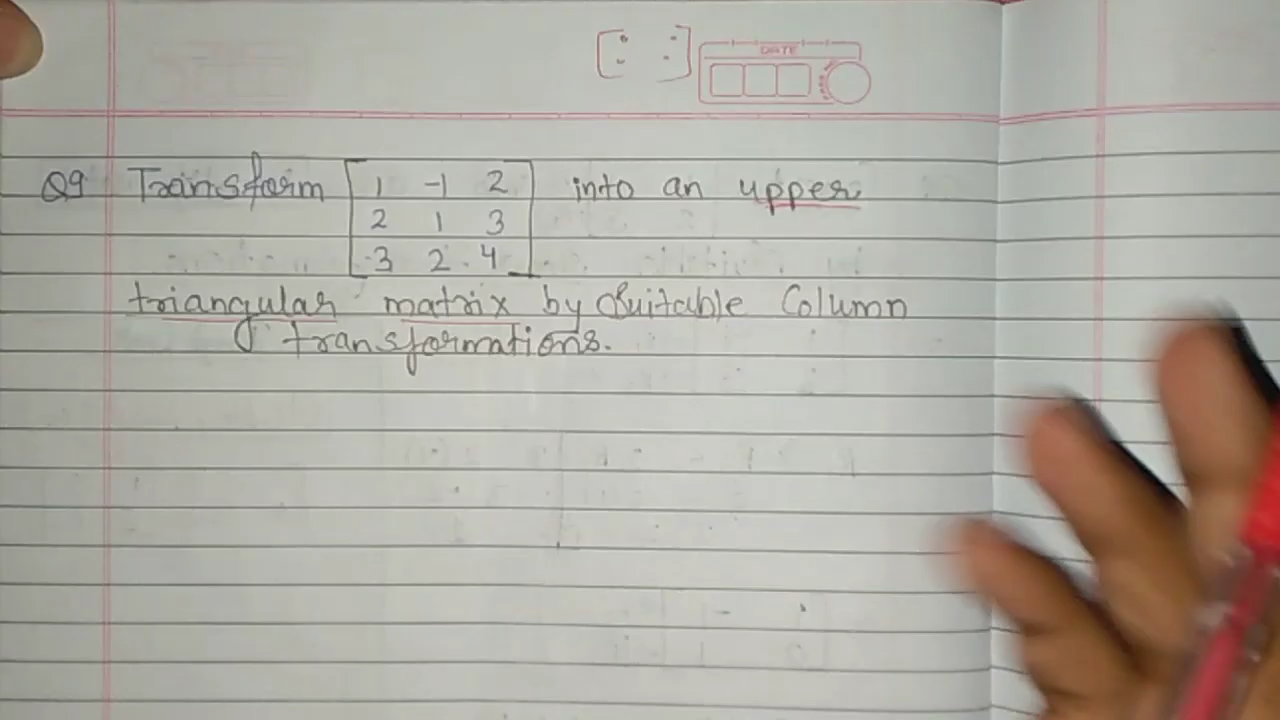 DATE
Q9 Transform [1 -1 2 into an upper
2 1 3
3 2 4]
triangular matrix by Suitable Column
transformations.